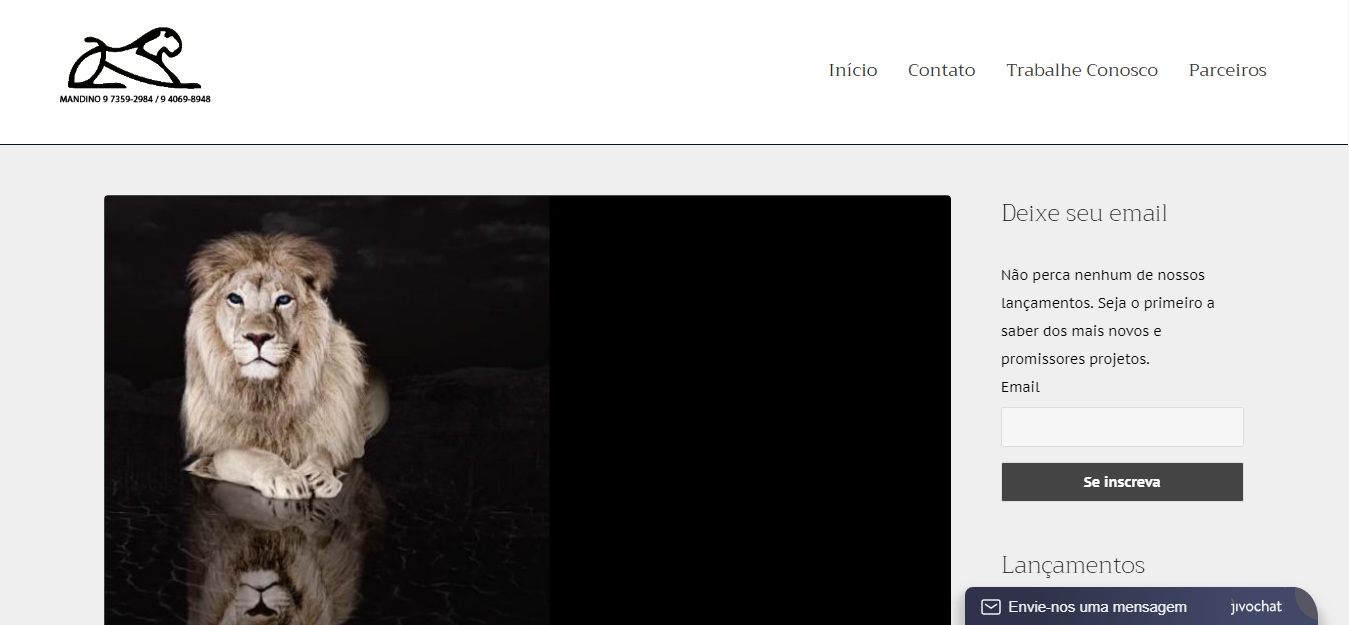 MANDINO 9 7359-2984 / 9 4069-8948
Início Contato Trabalhe Conosco Parceiros
Deixe seu email
Não perca nenhum de nossos
lançamentos. Seja o primeiro a
saber dos mais novos e
promissores projetos.
Email
Se inscreva
Lançamentos
Envie-nos uma mensagem jivochat